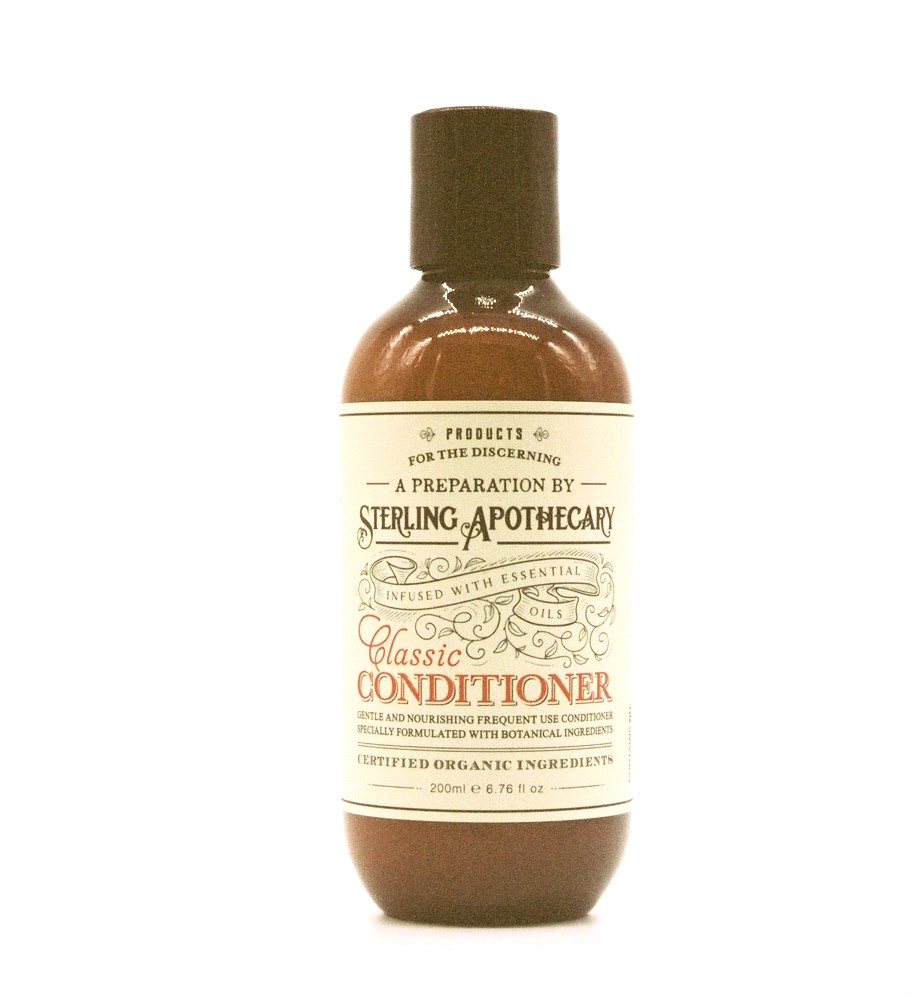 PRODUCTS
FOR THE DISCERNING
A PREPARATION BY
STERLING APOTHECARY
INFUSED WITH ESSENTIAL
OILS
Classic
CONDITIONER
GENTLE AND NOURISHING FREQUENT USE CONDITIONER
SPECIALLY FORMULATED WITH BOTANICAL INGREDIENTS
CERTIFIED ORGANIC INGREDIENTS
200ml ℮ 6.76 fl oz